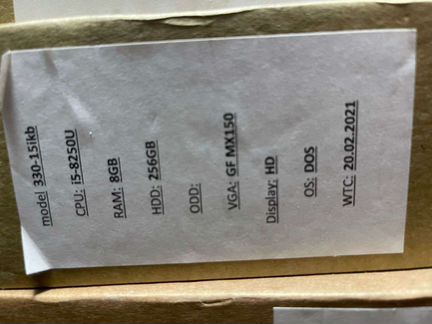 model 330-15ikb
CPU: i5-8250U
RAM: 8GB
HDD: 256GB
ODD:
VGA: GF MX150
Display: HD
OS: DOS
WTC: 20.02.2021